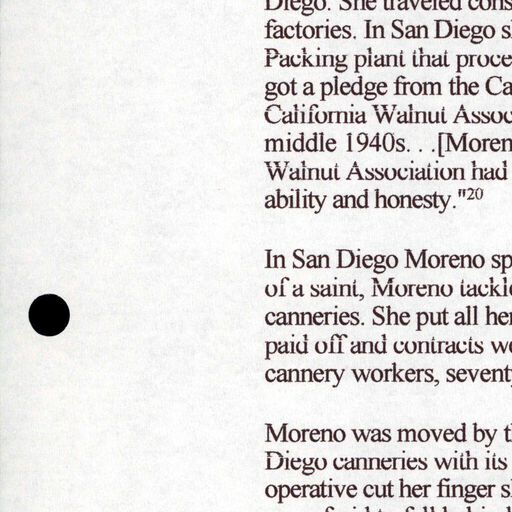 Diego. She traveled cons
factories. In San Diego s
Packing plant that proce
got a pledge from the Ca
California Walnut Assoc
middle 1940s. . .[Moren
Walnut Association had
ability and honesty."20
In San Diego Moreno sp
of a saint, Moreno tackl
canneries. She put all her
paid off and contracts w
cannery workers, sevent
Moreno was moved by t
Diego canneries with its
operative cut her finger s